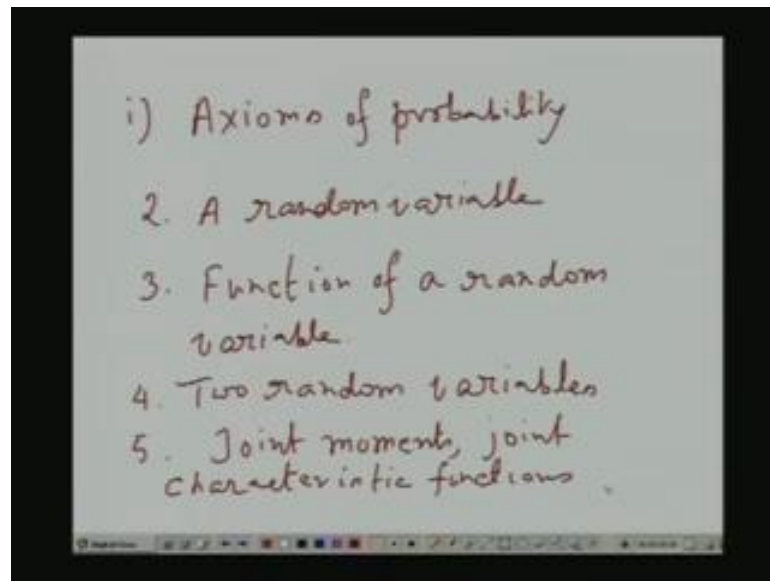 i) Axioms of probability
2. A random variable
3. Function of a random
variable.
4. Two random variables
5. Joint moments, joint
characteristic functions.